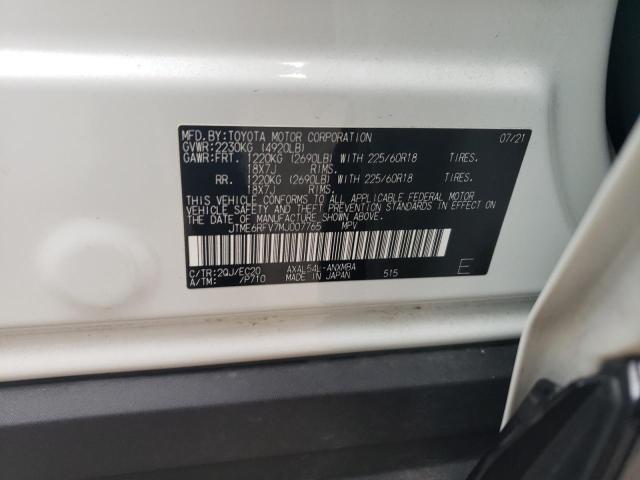 MFD.BY:TOYOTA MOTOR CORPORATION 07/21
GVWR:2230KG (4920LB)
GAWR:FRT. 1220KG (2690LB) WITH 225/60R18 TIRES.
18X7J RIMS.
RR. 1220KG (2690LB) WITH 225/60R18 TIRES.
18X7J RIMS.
THIS VEHICLE CONFORMS TO ALL APPLICABLE FEDERAL MOTOR
VEHICLE SAFETY AND THEFT PREVENTION STANDARDS IN EFFECT ON
THE DATE OF MANUFACTURE SHOWN ABOVE.
JTME6RFV7MJ007765 MPV
C/TR:2QJ/EC20 AXAL54L-ANXMBA 515 E
A/TM: /P710 MADE IN JAPAN